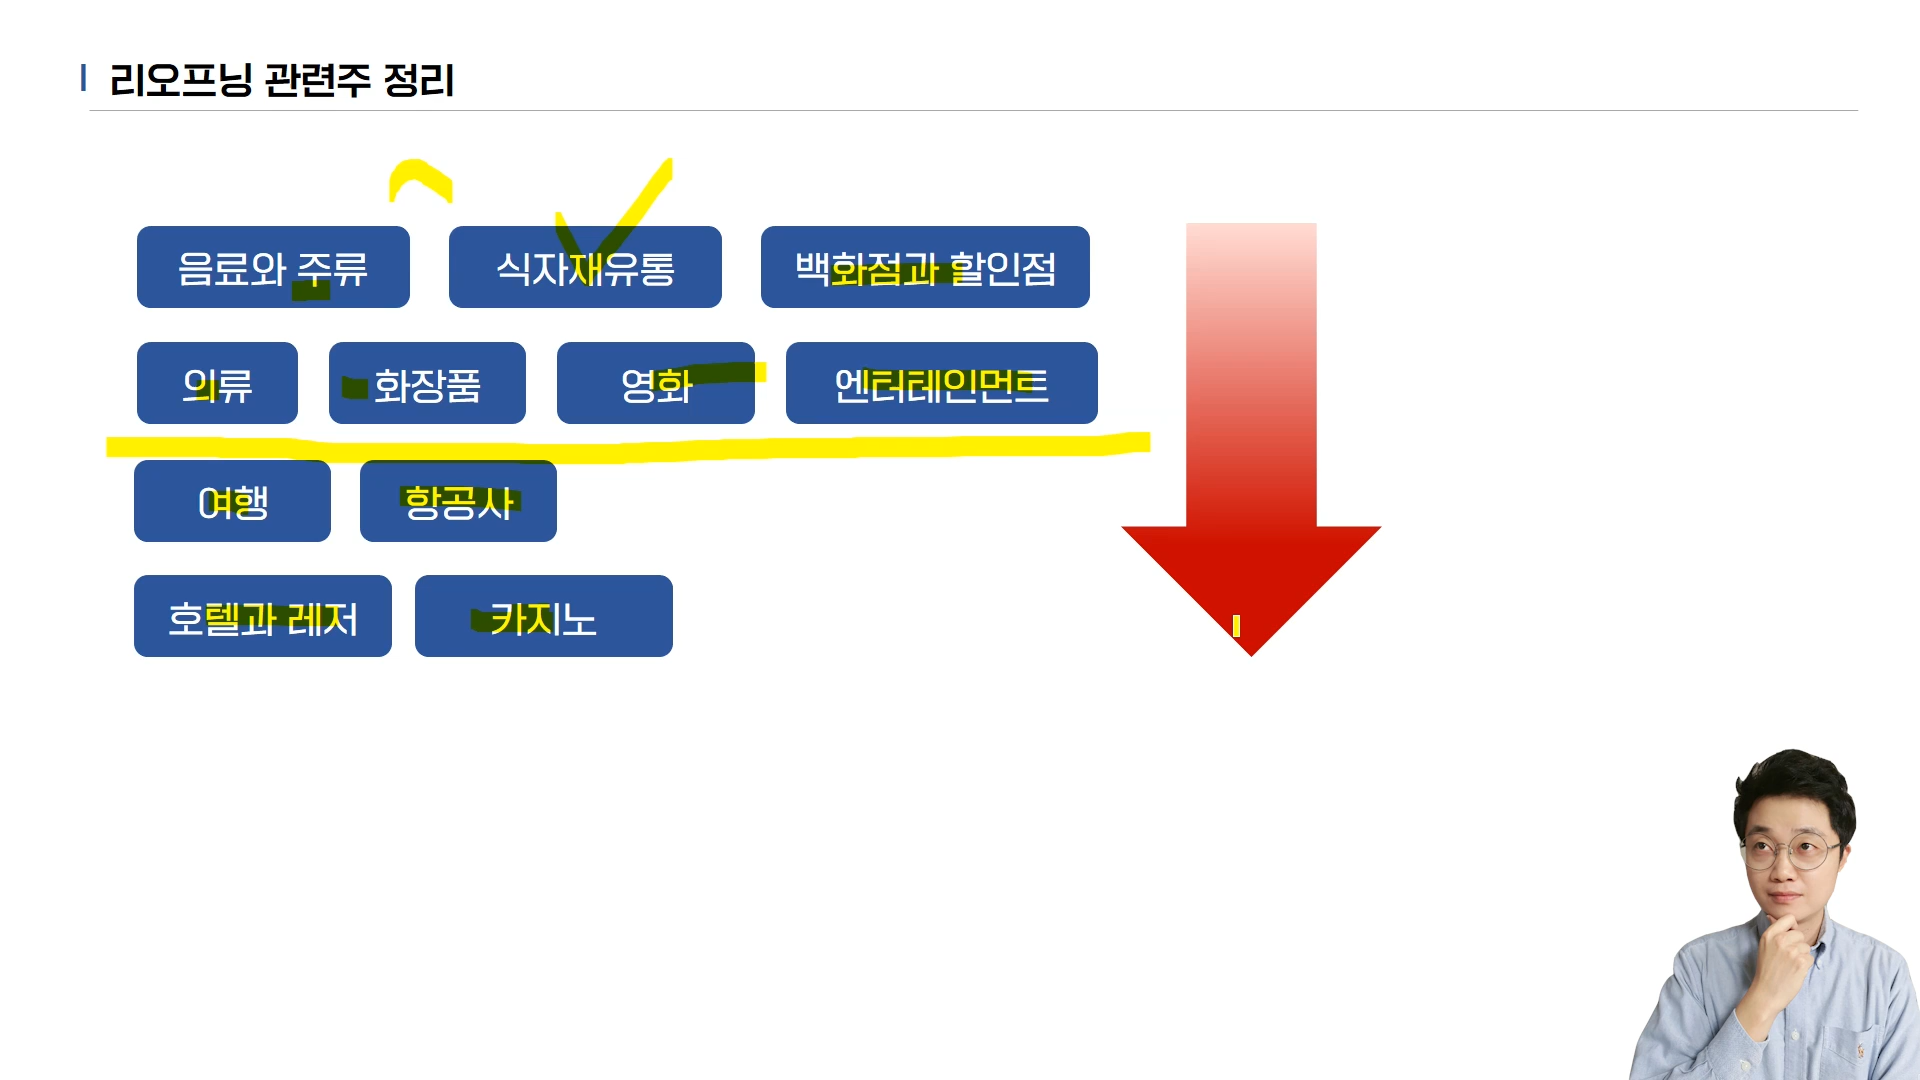 리오프닝 관련주 정리
음료와 주류 식자재유통 백화점과 할인점
의류 화장품 영화 엔터테인먼트
여행 항공사
호텔과 레저 카지노